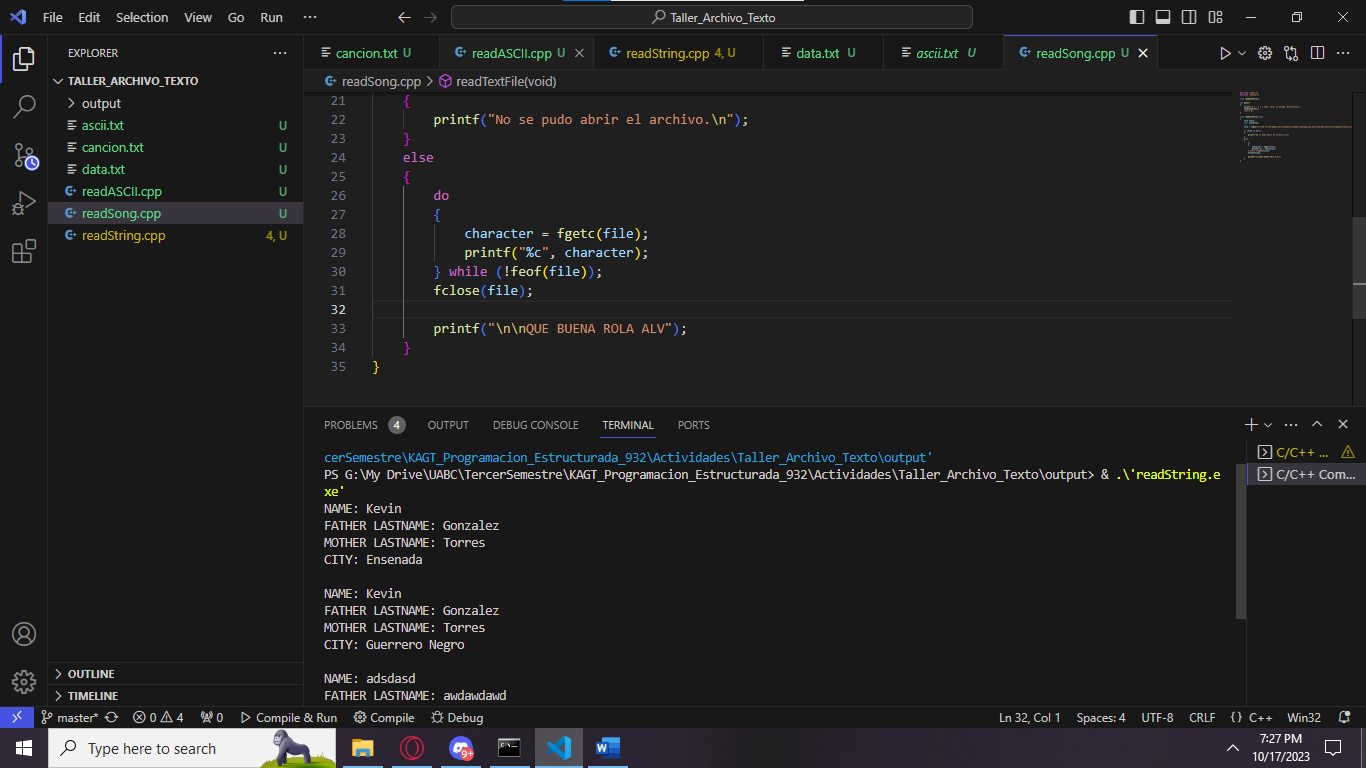 File Edit Selection View Go Run ··· Taller_Archivo_Texto
EXPLORER ···
TALLER_ARCHIVO_TEXTO
output
ascii.txt U
cancion.txt U
data.txt U
readASCII.cpp U
readSong.cpp U
readString.cpp 4, U
OUTLINE
TIMELINE
cancion.txt U readASCII.cpp U readString.cpp 4, U data.txt U ascii.txt U readSong.cpp U
readSong.cpp > readTextFile(void)
21 {
22 printf("No se pudo abrir el archivo.\n");
23 }
24 else
25 {
26 do
27 {
28 character = fgetc(file);
29 printf("%c", character);
30 } while (!feof(file));
31 fclose(file);
32
33 printf("\n\nQUE BUENA ROLA ALV");
34 }
35 }
PROBLEMS 4 OUTPUT DEBUG CONSOLE TERMINAL PORTS
cerSemestre\KAGT_Programacion_Estructurada_932\Actividades\Taller_Archivo_Texto\output'
PS G:\My Drive\UABC\TercerSemestre\KAGT_Programacion_Estructurada_932\Actividades\Taller_Archivo_Texto\output> & .\'readString.e
xe'
NAME: Kevin
FATHER LASTNAME: Gonzalez
MOTHER LASTNAME: Torres
CITY: Ensenada
NAME: Kevin
FATHER LASTNAME: Gonzalez
MOTHER LASTNAME: Torres
CITY: Guerrero Negro
NAME: adsdasd
FATHER LASTNAME: awdawdawd
C/C++ ...
C/C++ Com...
master* 0 4 0 Compile & Run Compile Debug Ln 32, Col 1 Spaces: 4 UTF-8 CRLF {} C++ Win32
Type here to search
9+
7:27 PM
10/17/2023